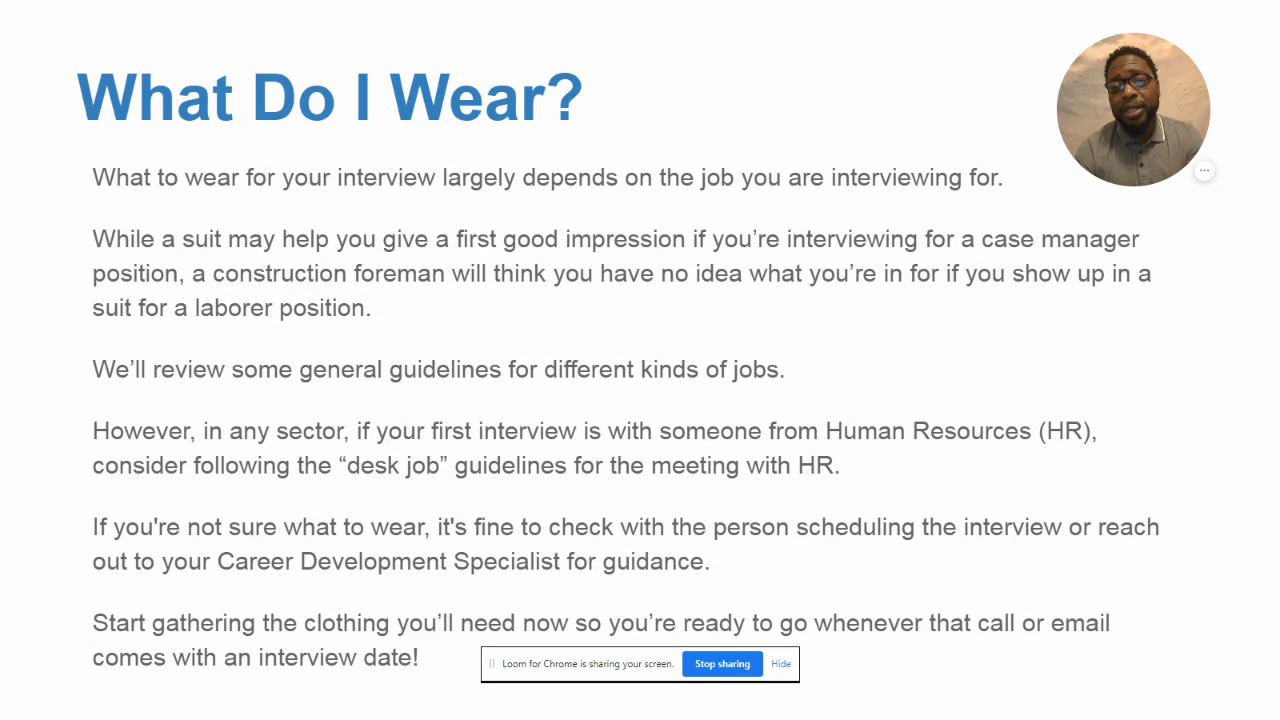 What Do I Wear?
What to wear for your interview largely depends on the job you are interviewing for.
While a suit may help you give a first good impression if you’re interviewing for a case manager
position, a construction foreman will think you have no idea what you’re in for if you show up in a
suit for a laborer position.
We’ll review some general guidelines for different kinds of jobs.
However, in any sector, if your first interview is with someone from Human Resources (HR),
consider following the “desk job” guidelines for the meeting with HR.
If you're not sure what to wear, it's fine to check with the person scheduling the interview or reach
out to your Career Development Specialist for guidance.
Start gathering the clothing you’ll need now so you’re ready to go whenever that call or email
comes with an interview date!
Loom for Chrome is sharing your screen. Stop sharing Hide